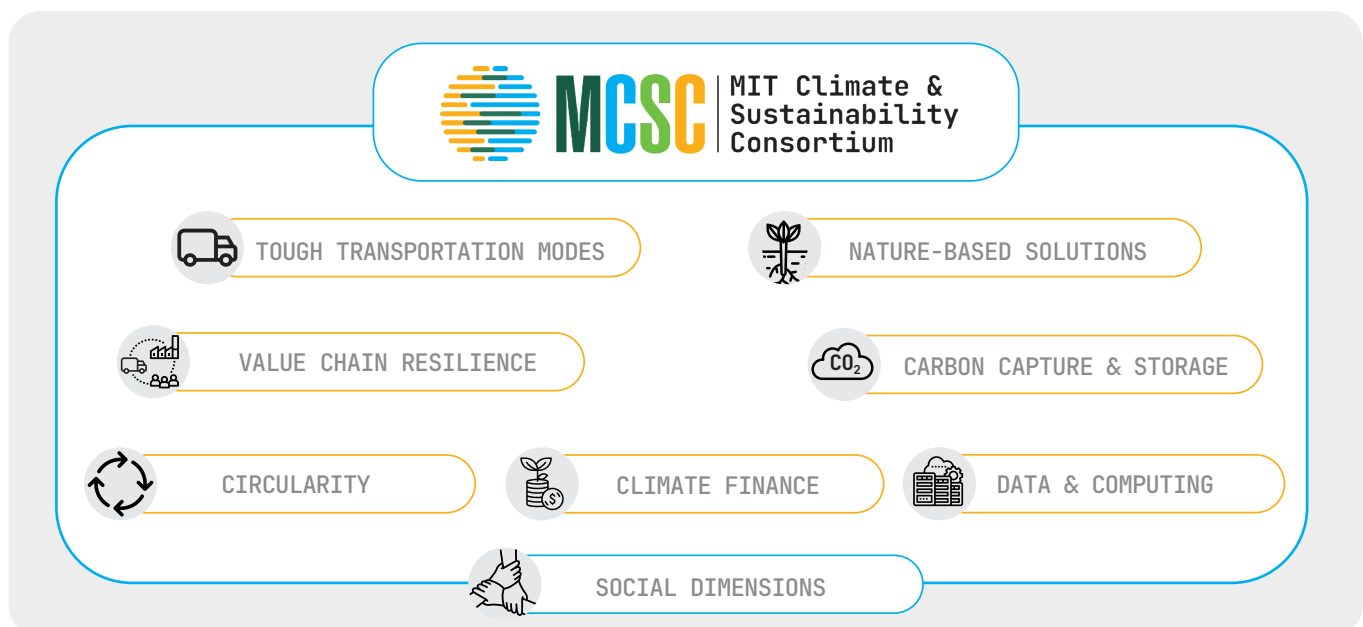 MCSC
MIT Climate &
Sustainability
Consortium
TOUGH TRANSPORTATION MODES
NATURE-BASED SOLUTIONS
VALUE CHAIN RESILIENCE
CO₂
CARBON CAPTURE & STORAGE
CIRCULARITY
$
CLIMATE FINANCE
DATA & COMPUTING
SOCIAL DIMENSIONS